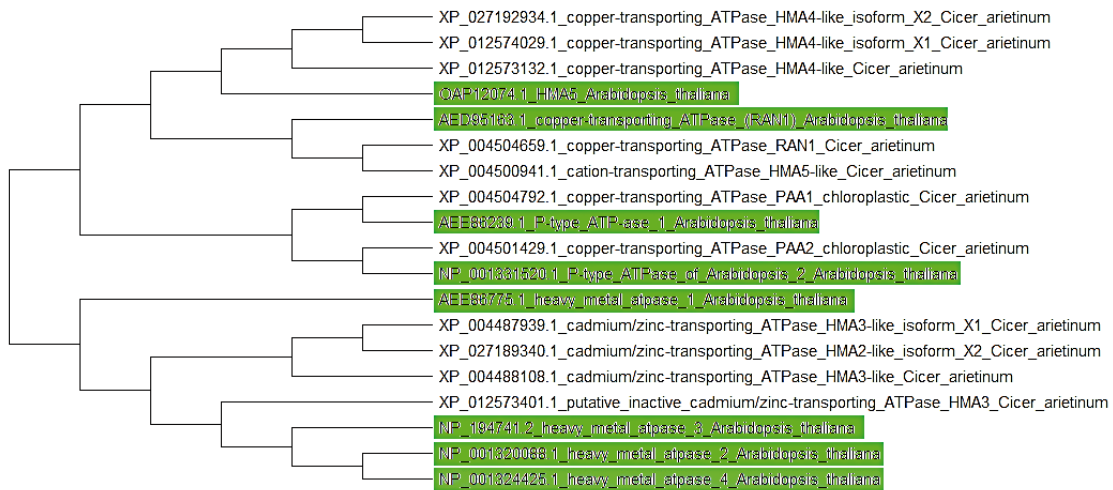 XP_027192934.1_copper-transporting_ATPase_HMA4-like_isoform_X2_Cicer_arietinum
XP_012574029.1_copper-transporting_ATPase_HMA4-like_isoform_X1_Cicer_arietinum
XP_012573132.1_copper-transporting_ATPase_HMA4-like_Cicer_arietinum
OAP12074.1_HMA5_Arabidopsis_thaliana
AED95163.1_copper-transporting_ATPase_(RAN1)_Arabidopsis_thaliana
XP_004504659.1_copper-transporting_ATPase_RAN1_Cicer_arietinum
XP_004500941.1_cation-transporting_ATPase_HMA5-like_Cicer_arietinum
XP_004504792.1_copper-transporting_ATPase_PAA1_chloroplastic_Cicer_arietinum
AEE86239.1_P-type_ATP-ase_1_Arabidopsis_thaliana
XP_004501429.1_copper-transporting_ATPase_PAA2_chloroplastic_Cicer_arietinum
NP_001331520.1_P-type_ATPase_of_Arabidopsis_2_Arabidopsis_thaliana
AEE86775.1_heavy_metal_atpase_1_Arabidopsis_thaliana
XP_004487939.1_cadmium/zinc-transporting_ATPase_HMA3-like_isoform_X1_Cicer_arietinum
XP_027189340.1_cadmium/zinc-transporting_ATPase_HMA2-like_isoform_X2_Cicer_arietinum
XP_004488108.1_cadmium/zinc-transporting_ATPase_HMA3-like_Cicer_arietinum
XP_012573401.1_putative_inactive_cadmium/zinc-transporting_ATPase_HMA3_Cicer_arietinum
NP_194741.2_heavy_metal_atpase_3_Arabidopsis_thaliana
NP_001320088.1_heavy_metal_atpase_2_Arabidopsis_thaliana
NP_001324425.1_heavy_metal_atpase_4_Arabidopsis_thaliana